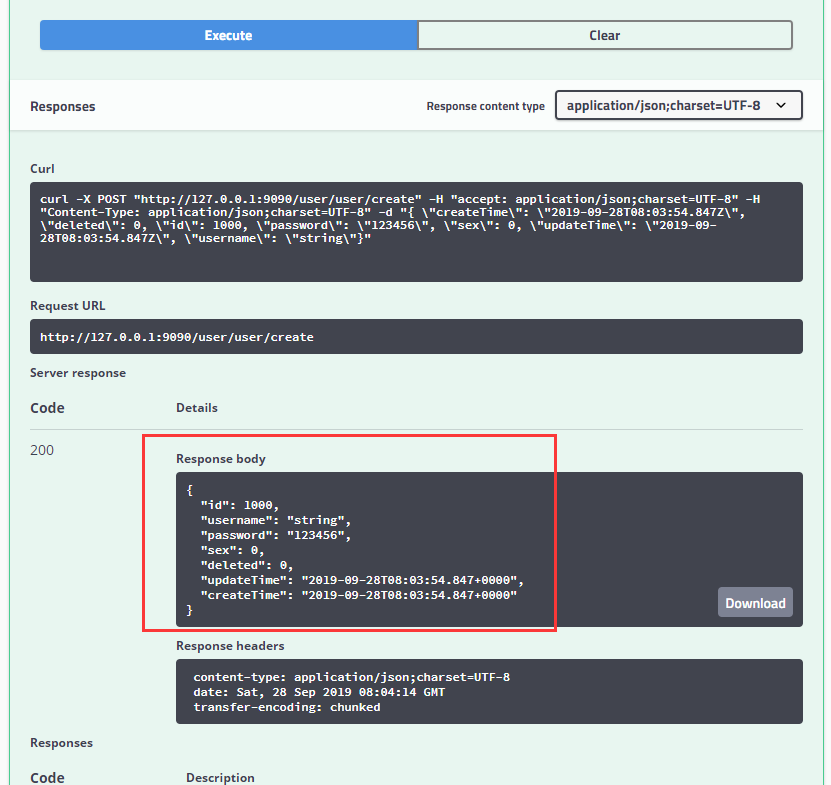 Execute
Clear
Responses
Response content type
application/json;charset=UTF-8
Curl
curl -X POST "http://127.0.0.1:9090/user/user/create" -H "accept: application/json;charset=UTF-8" -H
"Content-Type: application/json;charset=UTF-8" -d "{ \"createTime\": \"2019-09-28T08:03:54.847Z\",
\"deleted\": 0, \"id\": 1000, \"password\": \"123456\", \"sex\": 0, \"updateTime\": \"2019-09-
28T08:03:54.847Z\", \"username\": \"string\"}"
Request URL
http://127.0.0.1:9090/user/user/create
Server response
Code
Details
200
Response body
{
  "id": 1000,
  "username": "string",
  "password": "123456",
  "sex": 0,
  "deleted": 0,
  "updateTime": "2019-09-28T08:03:54.847+0000",
  "createTime": "2019-09-28T08:03:54.847+0000"
}
Download
Response headers
content-type: application/json;charset=UTF-8
date: Sat, 28 Sep 2019 08:04:14 GMT
transfer-encoding: chunked
Responses
Code
Description